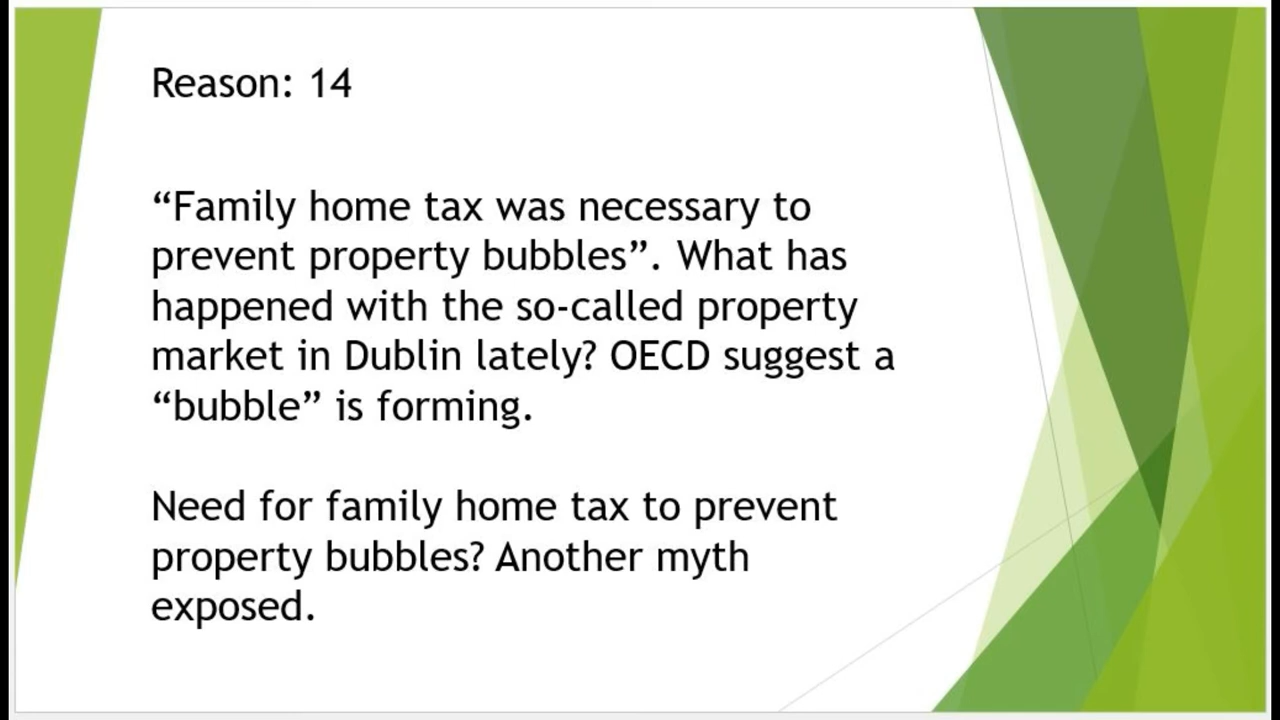 Reason: 14
“Family home tax was necessary to
prevent property bubbles”. What has
happened with the so-called property
market in Dublin lately? OECD suggest a
“bubble” is forming.
Need for family home tax to prevent
property bubbles? Another myth
exposed.